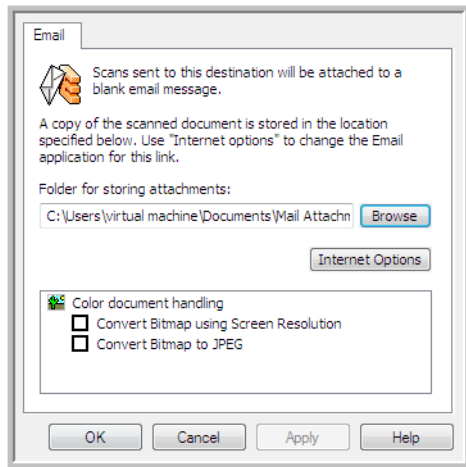 Email
Scans sent to this destination will be attached to a
blank email message.
A copy of the scanned document is stored in the location
specified below. Use "Internet options" to change the Email
application for this link.
Folder for storing attachments:
C:\Users\virtual machine\Documents\Mail Attachn Browse
Internet Options
Color document handling
Convert Bitmap using Screen Resolution
Convert Bitmap to JPEG
OK Cancel Apply Help